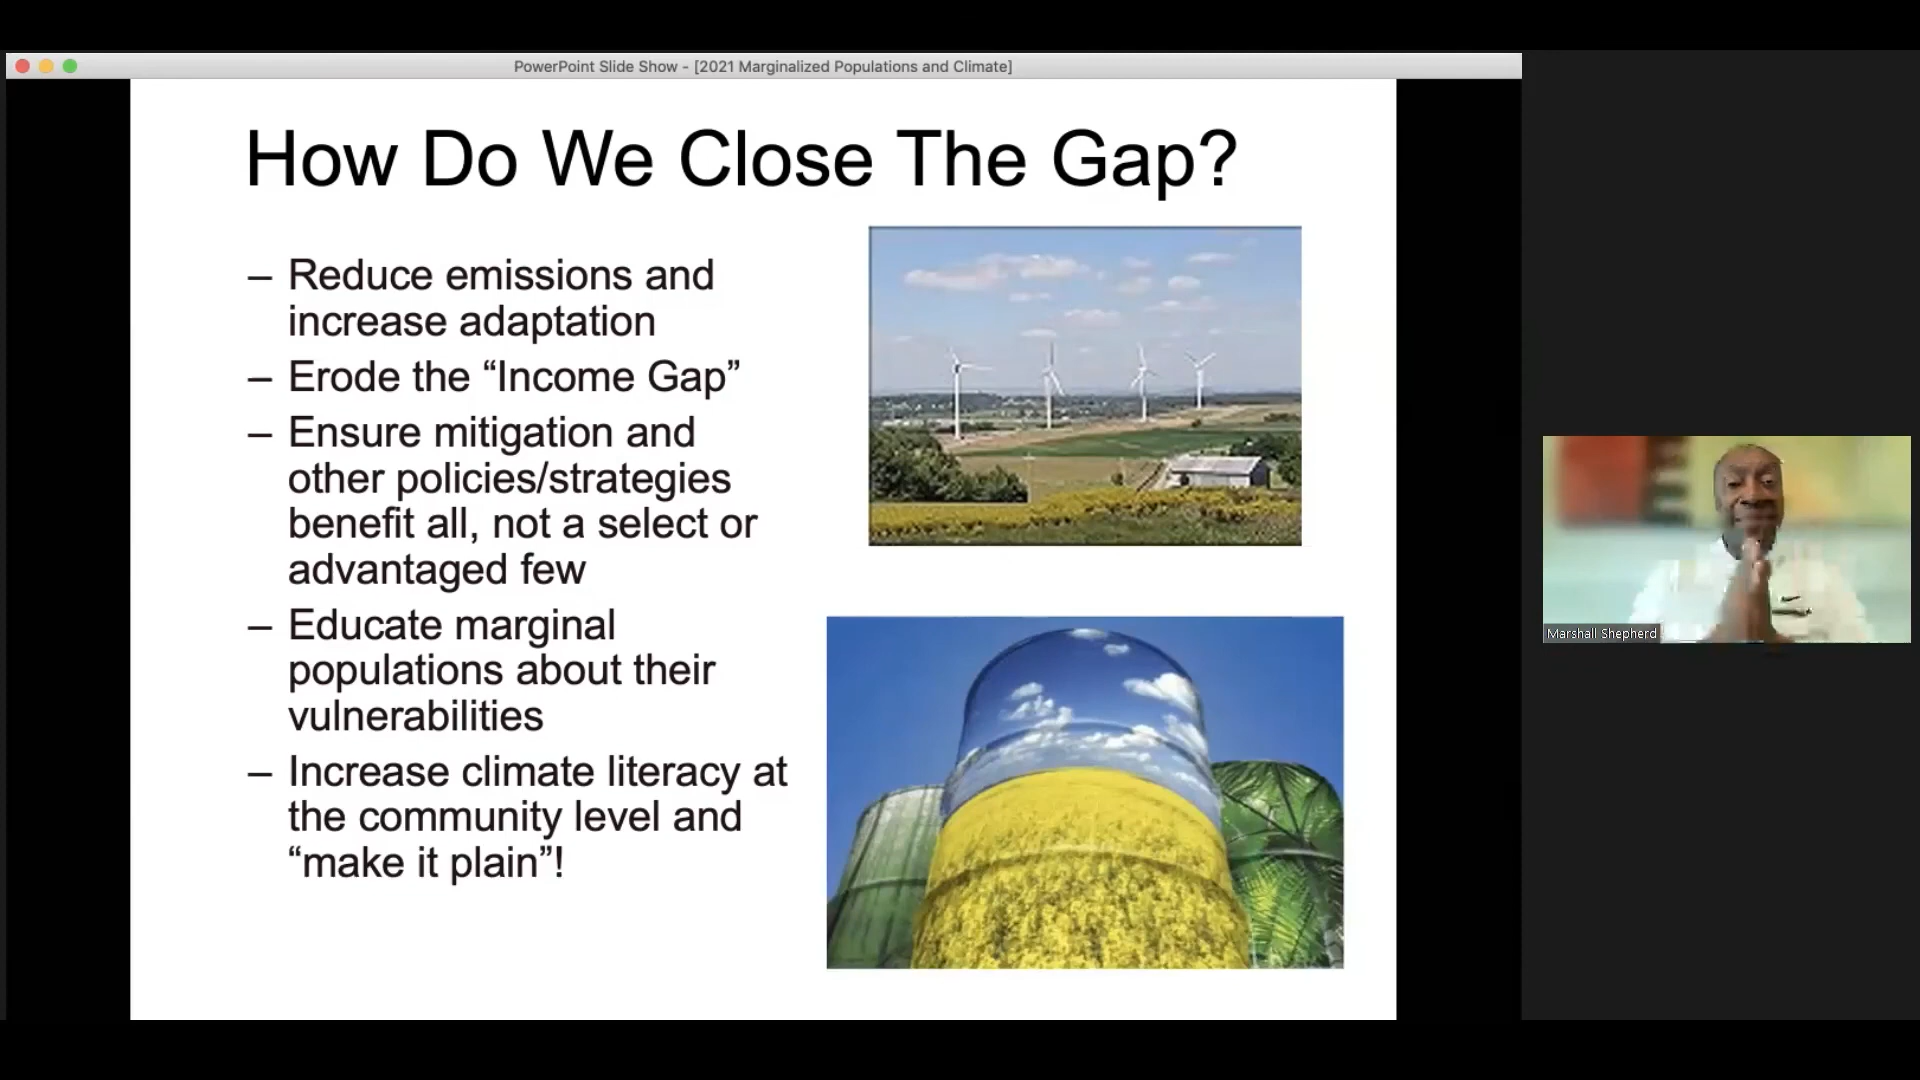 PowerPoint Slide Show - [2021 Marginalized Populations and Climate]
How Do We Close The Gap?
– Reduce emissions and
increase adaptation
– Erode the “Income Gap”
– Ensure mitigation and
other policies/strategies
benefit all, not a select or
advantaged few
– Educate marginal
populations about their
vulnerabilities
– Increase climate literacy at
the community level and
“make it plain”!
Marshall Shepherd